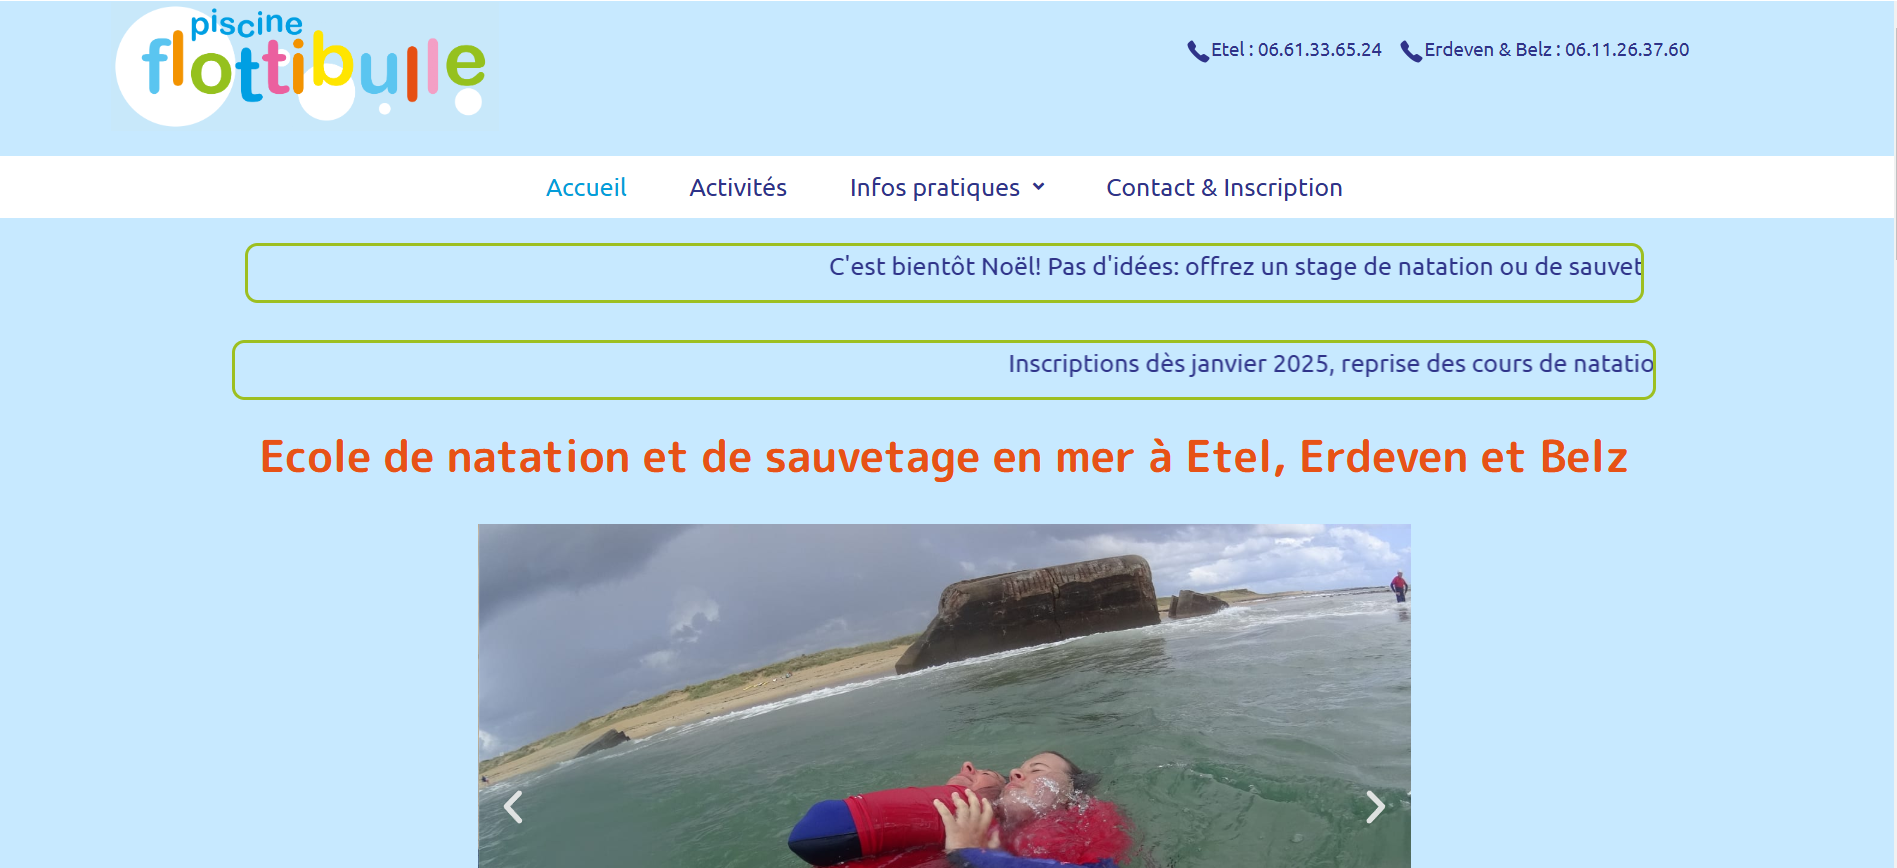 piscine
flottibulle
Etel : 06.61.33.65.24 Erdeven & Belz : 06.11.26.37.60
Accueil Activités Infos pratiques Contact & Inscription
C'est bientôt Noël! Pas d'idées: offrez un stage de natation ou de sauvet
Inscriptions dès janvier 2025, reprise des cours de natatio
Ecole de natation et de sauvetage en mer à Etel, Erdeven et Belz